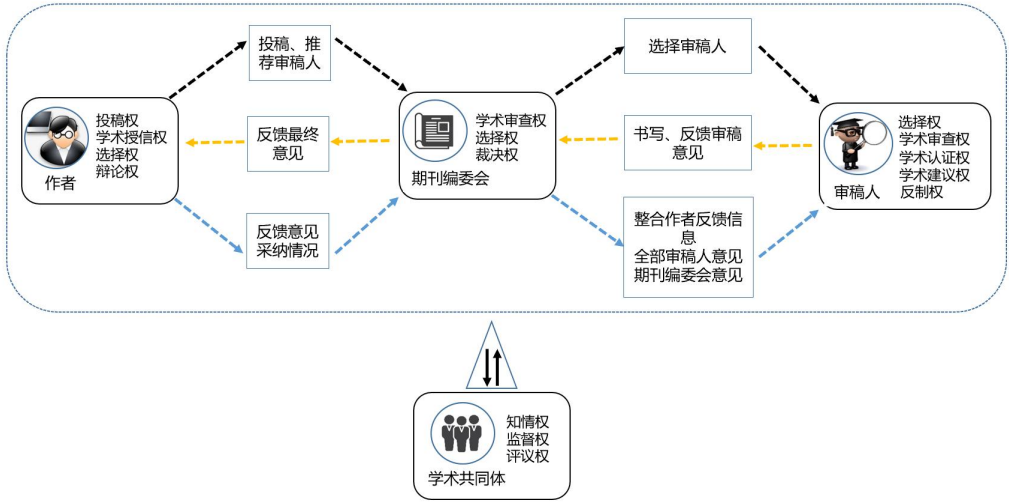 投稿、推
荐审稿人
选择审稿人
投稿权
学术授信权
选择权
辩论权
作者
反馈最终
意见
学术审查权
选择权
裁决权
期刊编委会
书写、反馈审稿
意见
选择权
学术审查权
学术认证权
学术建议权
反制权
审稿人
反馈意见
采纳情况
整合作者反馈信
息
全部审稿人意见
期刊编委会意见
知情权
监督权
评议权
学术共同体